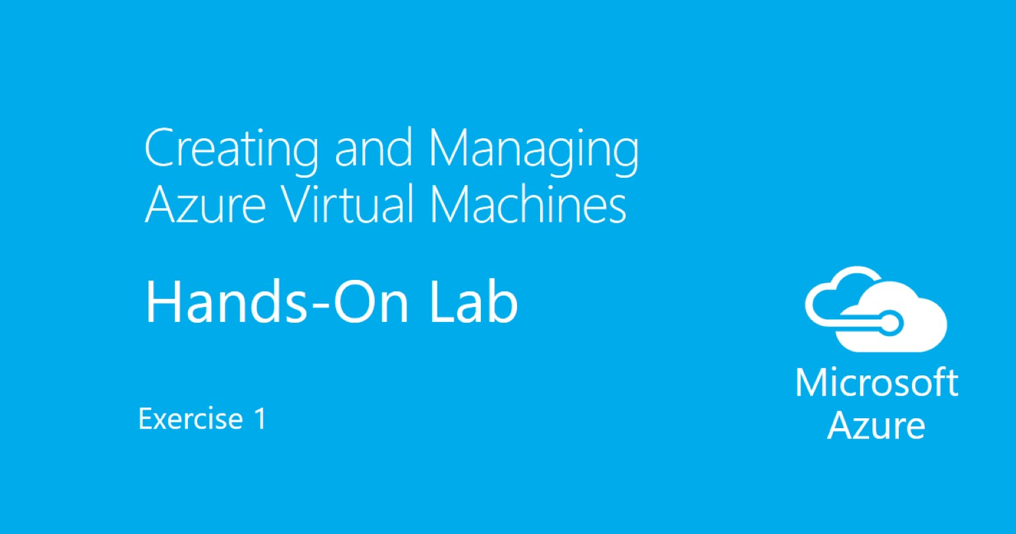 Creating and Managing
Azure Virtual Machines
Hands-On Lab
Exercise 1
Microsoft
Azure